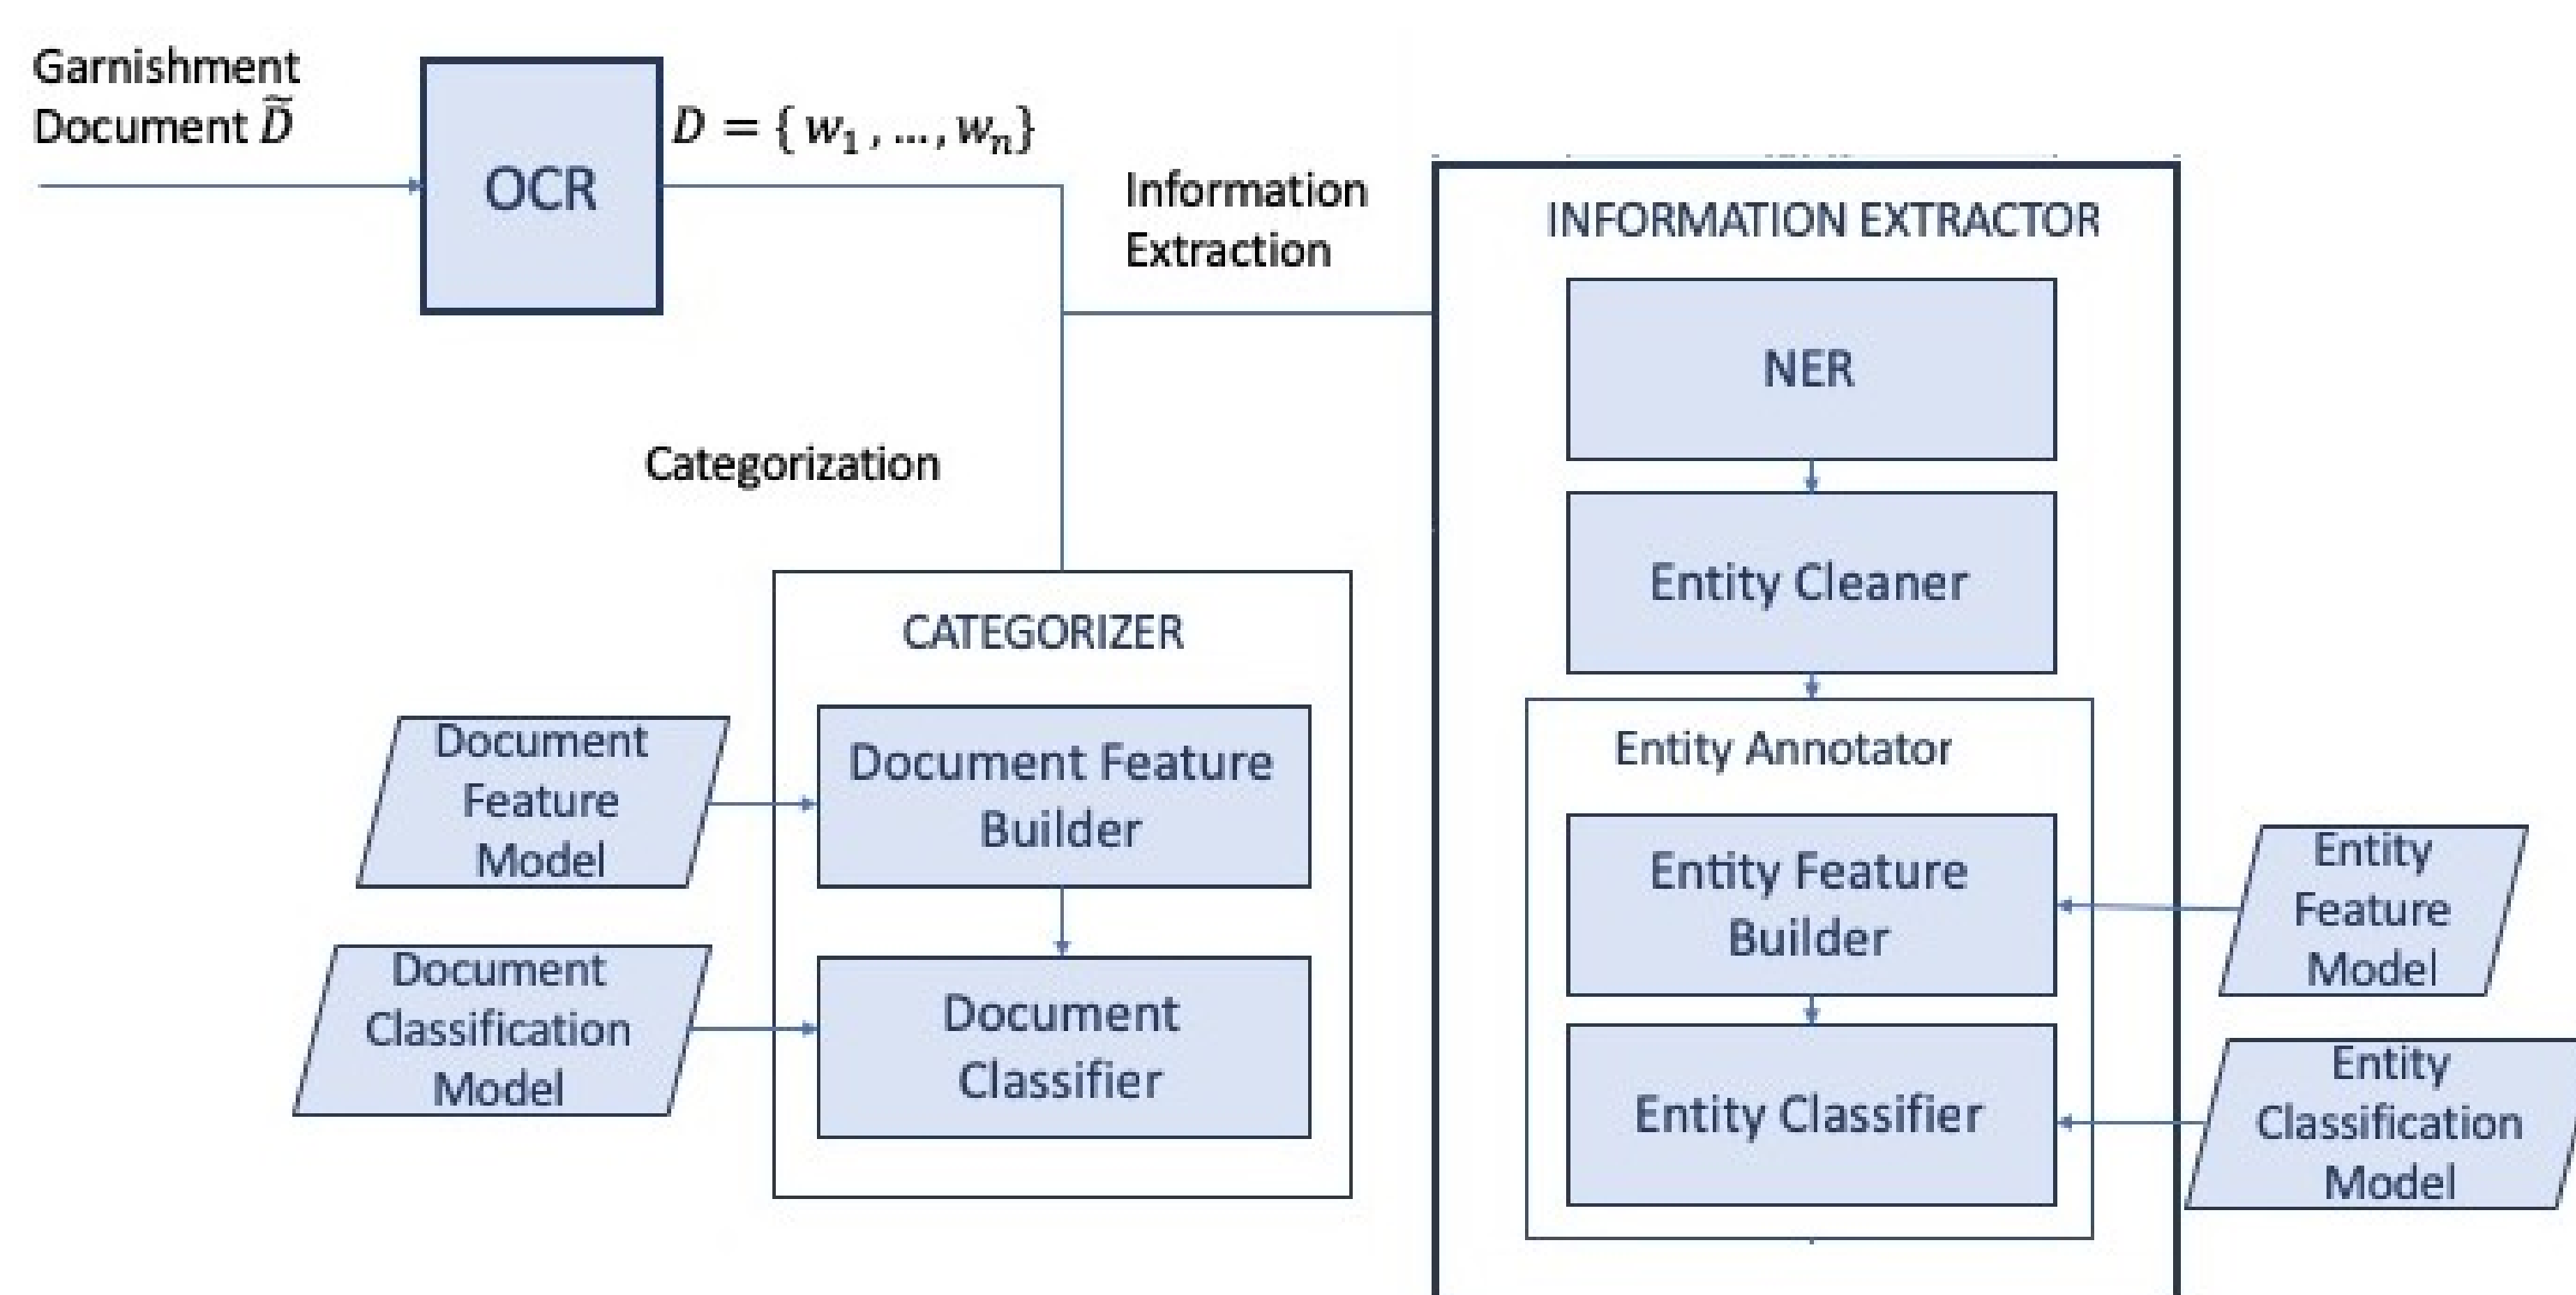 Garnishment
Document D̃
OCR
D = { w₁ , ..., wₙ}
Information
Extraction
Categorization
CATEGORIZER
Document
Feature
Model
Document Feature
Builder
Document
Classification
Model
Document
Classifier
INFORMATION EXTRACTOR
NER
Entity Cleaner
Entity Annotator
Entity Feature
Builder
Entity
Feature
Model
Entity Classifier
Entity
Classification
Model